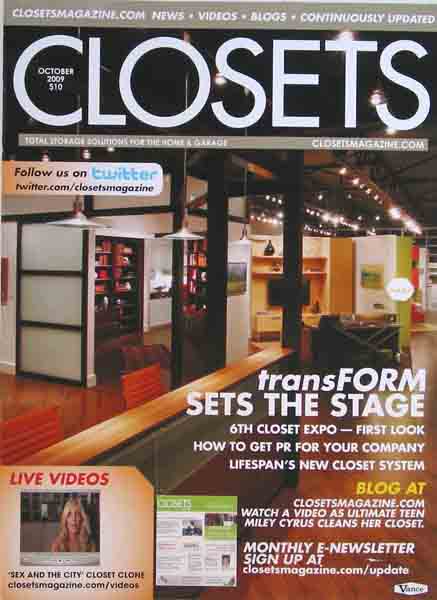 CLOSETSMAGAZINE.COM NEWS • VIDEOS • BLOGS • CONTINUOUSLY UPDATED
CLOSETS
OCTOBER
2009
$10
TOTAL STORAGE SOLUTIONS FOR THE HOME & GARAGE
CLOSETSMAGAZINE.COM
Follow us on twitter
twitter.com/closetsmagazine
transFORM
SETS THE STAGE
6TH CLOSET EXPO — FIRST LOOK
HOW TO GET PR FOR YOUR COMPANY
LIFESPAN'S NEW CLOSET SYSTEM
BLOG AT
CLOSETSMAGAZINE.COM
WATCH A VIDEO AS ULTIMATE TEEN
MILEY CYRUS CLEANS HER CLOSET.
MONTHLY E-NEWSLETTER
SIGN UP AT
closetsmagazine.com/update
LIVE VIDEOS
'SEX AND THE CITY' CLOSET CLONE
closetsmagazine.com/videos
CLOSETS
Vance